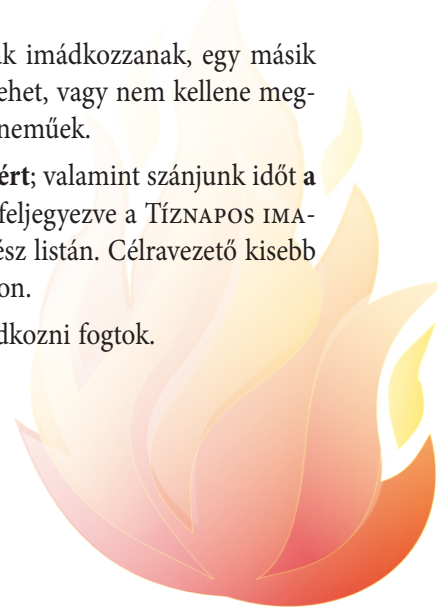 ak imádkozzanak, egy másik
ehet, vagy nem kellene meg-
neműek.
ért; valamint szánjunk időt a
feljegyezve a Tíznapos ima-
ész listán. Célravezető kisebb
on.
dkozni fogtok.